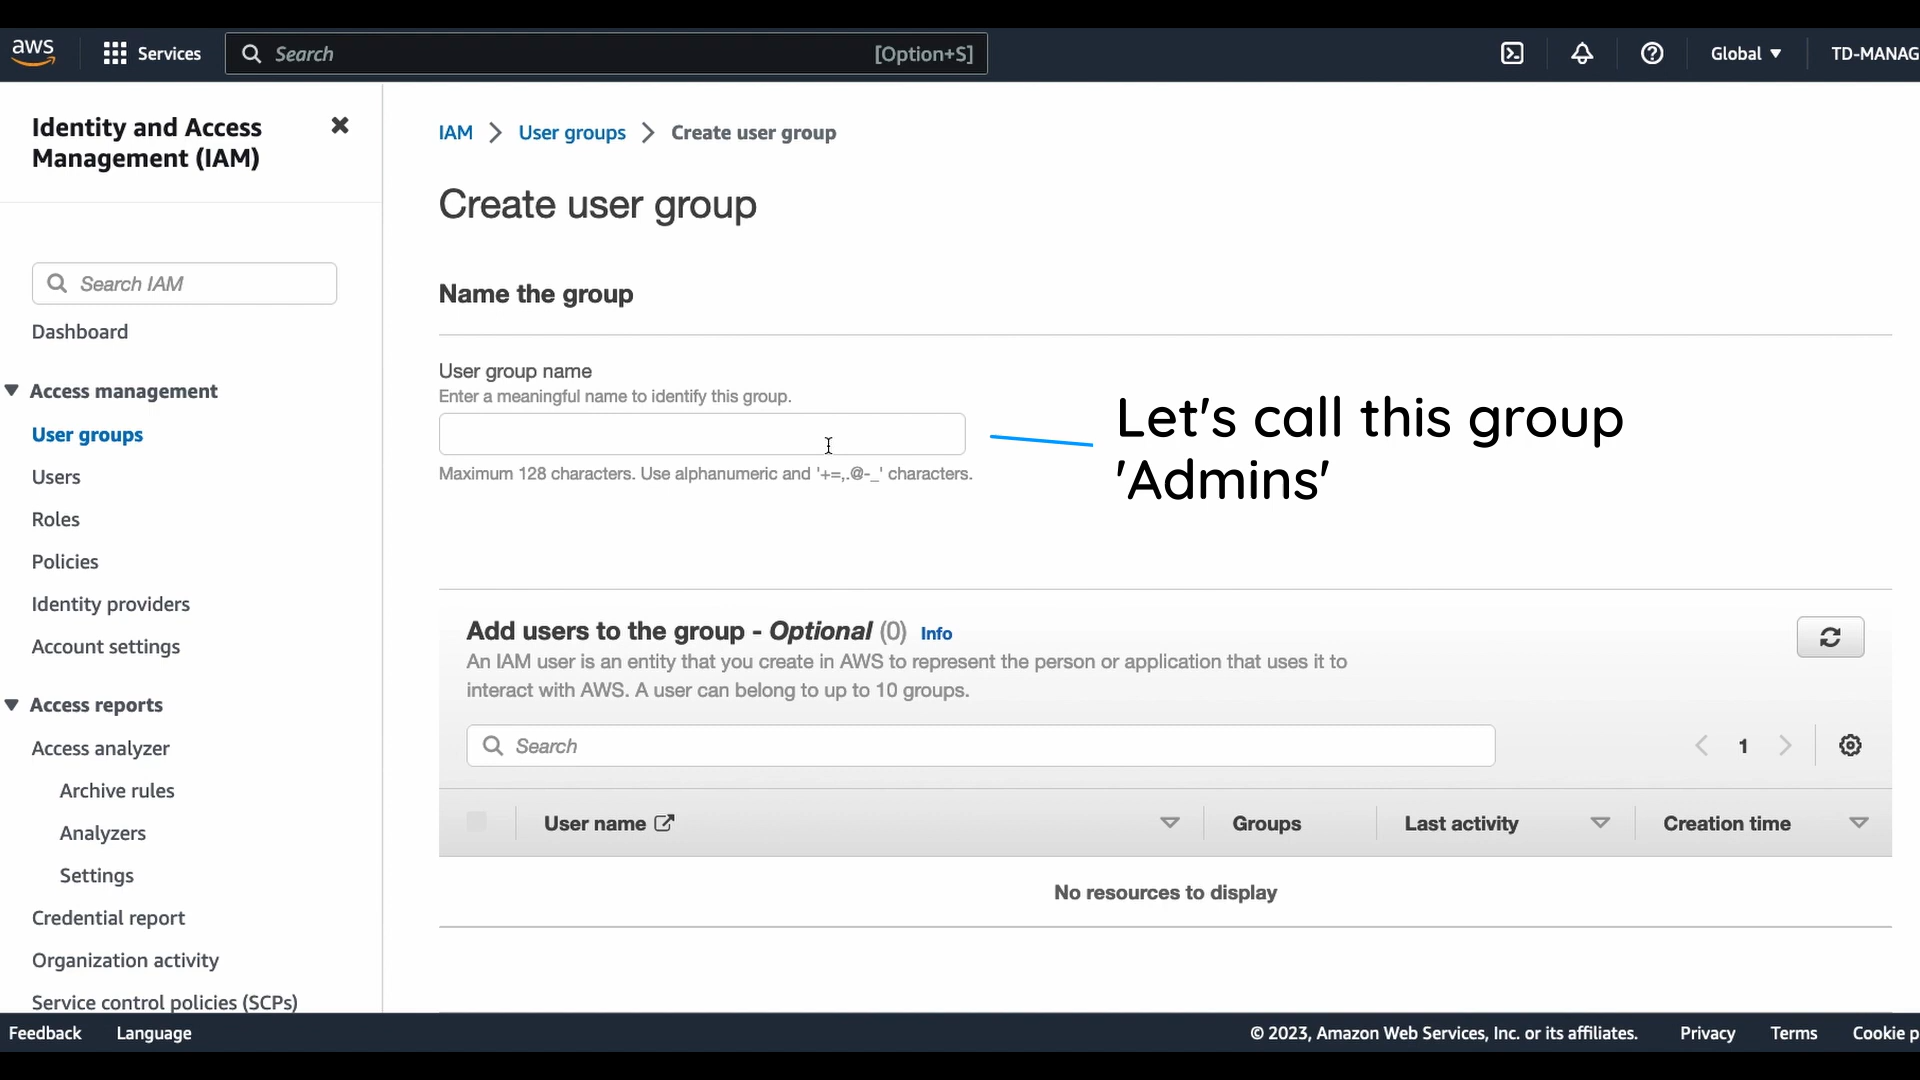 aws
Services
Search
[Option+S]
Global
TD-MANAG
Identity and Access
Management (IAM)
Search IAM
Dashboard
Access management
User groups
Users
Roles
Policies
Identity providers
Account settings
Access reports
Access analyzer
Archive rules
Analyzers
Settings
Credential report
Organization activity
Service control policies (SCPs)
IAM
User groups
Create user group
Create user group
Name the group
User group name
Enter a meaningful name to identify this group.
Maximum 128 characters. Use alphanumeric and '+=,.@-_' characters.
Let's call this group
'Admins'
Add users to the group - Optional (0) Info
An IAM user is an entity that you create in AWS to represent the person or application that uses it to
interact with AWS. A user can belong to up to 10 groups.
Search
1
User name
Groups
Last activity
Creation time
No resources to display
Feedback
Language
© 2023, Amazon Web Services, Inc. or its affiliates.
Privacy
Terms
Cookie p